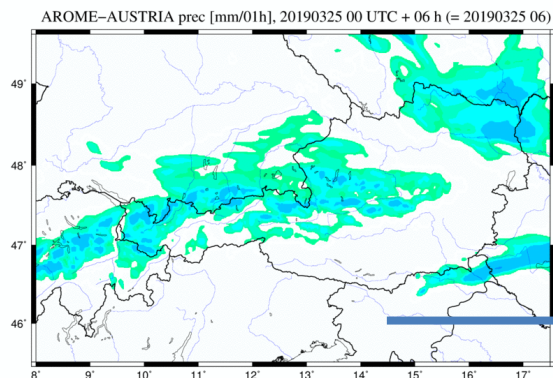 AROME−AUSTRIA prec [mm/01h], 20190325 00 UTC + 06 h (= 20190325 06)
49˚
48˚
47˚
46˚
8˚ 9˚ 10˚ 11˚ 12˚ 13˚ 14˚ 15˚ 16˚ 17˚